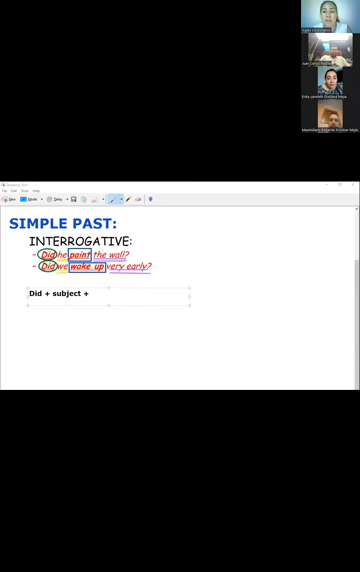 Snipping Tool
File Edit Tools Help
New Mode Delay
SIMPLE PAST:
INTERROGATIVE:
- Did he paint the wall?
- Did we wake up very early?
Did + subject +